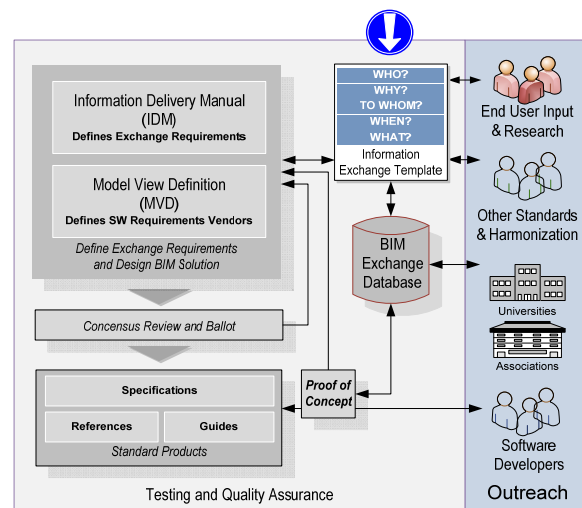 WHO?
WHY?
TO WHOM?
WHEN?
WHAT?
Information
Exchange Template
Information Delivery Manual
(IDM)
Defines Exchange Requirements
Model View Definition
(MVD)
Defines SW Requirements Vendors
Define Exchange Requirements
and Design BIM Solution
Concensus Review and Ballot
Specifications
References
Guides
Standard Products
Proof of
Concept
BIM
Exchange
Database
Testing and Quality Assurance
End User Input
& Research
Other Standards
& Harmonization
Universities
Associations
Software
Developers
Outreach